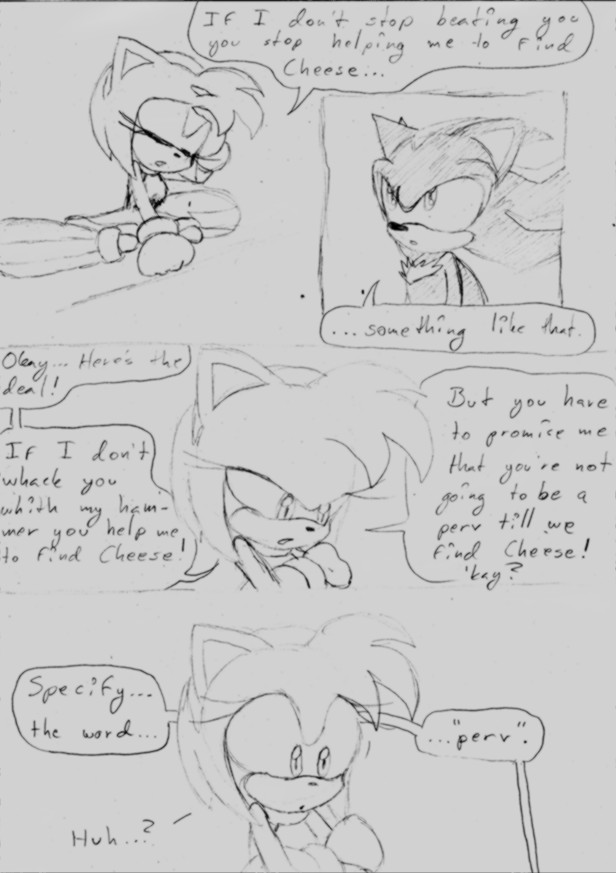 If I don't stop beating you
you stop helping me to find
Cheese...
...something like that.
Okay... Here's the
deal!
If I don't
whack you
whith my ham-
mer you help me
to find Cheese!
But you have
to promise me
that you're not
going to be a
perv till we
find Cheese!
'kay?
Specify...
the word...
..."perv".
Huh...?